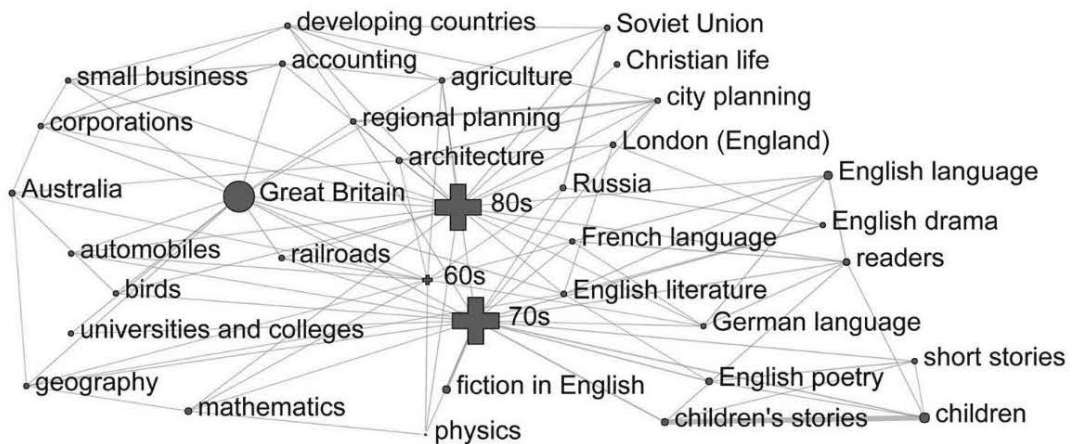 developing countries
Soviet Union
accounting
Christian life
small business
agriculture
city planning
corporations
regional planning
London (England)
architecture
English language
Australia
Great Britain
80s
Russia
English drama
automobiles
railroads
French language
readers
60s
birds
English literature
70s
universities and colleges
German language
short stories
geography
fiction in English
English poetry
mathematics
children's stories
children
physics